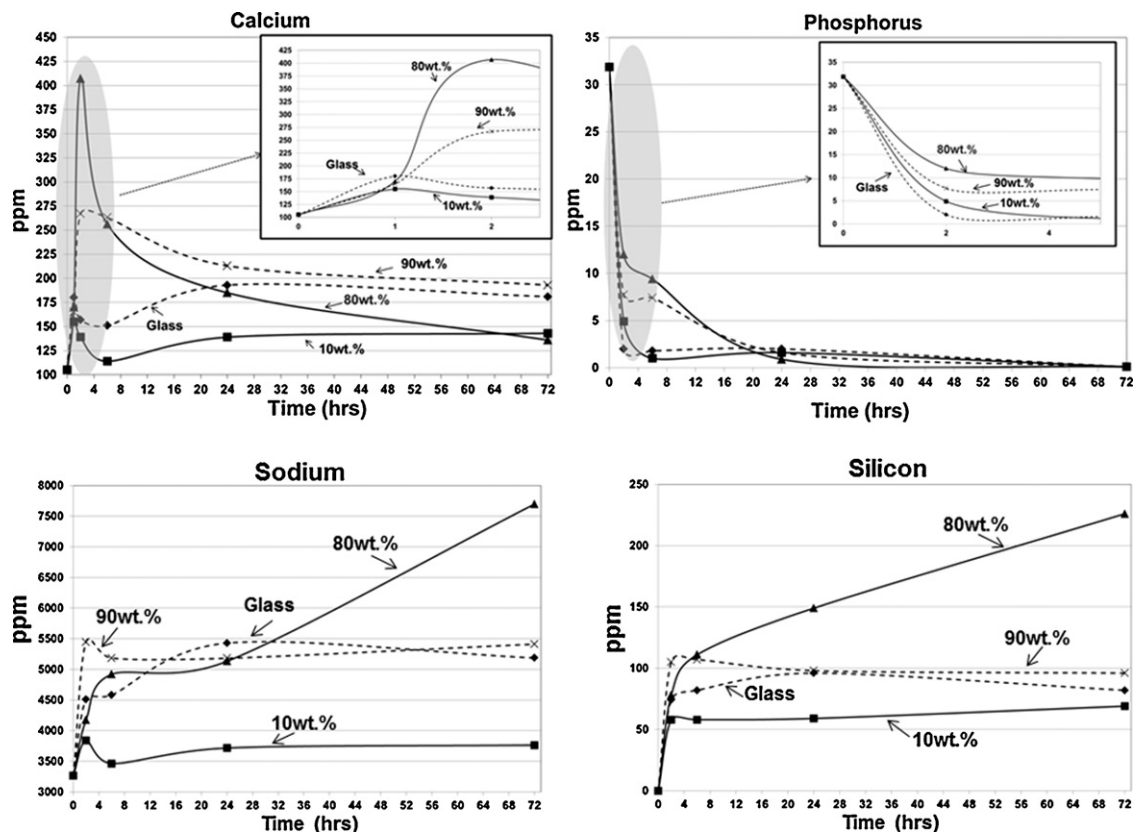 Calcium
450
425
400
375
350
325
300
275
250
225
200
175
150
125
100
ppm
0 4 8 12 16 20 24 28 32 36 40 44 48 52 56 60 64 68 72
Time (hrs)
90wt.%
80wt.%
Glass
10wt.%
425
400
375
350
325
300
275
250
225
200
175
150
125
100
0 1 2
80wt.%
90wt.%
Glass
10wt.%
Phosphorus
35
30
25
20
15
10
5
0
ppm
0 4 8 12 16 20 24 28 32 36 40 44 48 52 56 60 64 68 72
Time (hrs)
35
30
25
20
15
10
5
0
0 2 4
80wt.%
90wt.%
Glass
10wt.%
Sodium
8000
7500
7000
6500
6000
5500
5000
4500
4000
3500
3000
ppm
0 4 8 12 16 20 24 28 32 36 40 44 48 52 56 60 64 68 72
Time (hrs)
80wt.%
Glass
90wt.%
10wt.%
Silicon
250
200
150
100
50
0
ppm
0 4 8 12 16 20 24 28 32 36 40 44 48 52 56 60 64 68 72
Time (hrs)
80wt.%
90wt.%
Glass
10wt.%